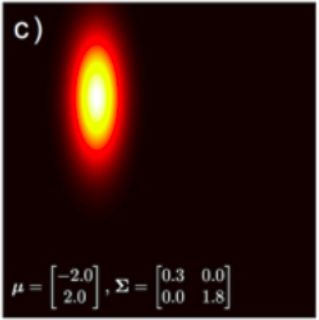 c)
μ = [−2.0 2.0], Σ = [0.3 0.0 0.0 1.8]